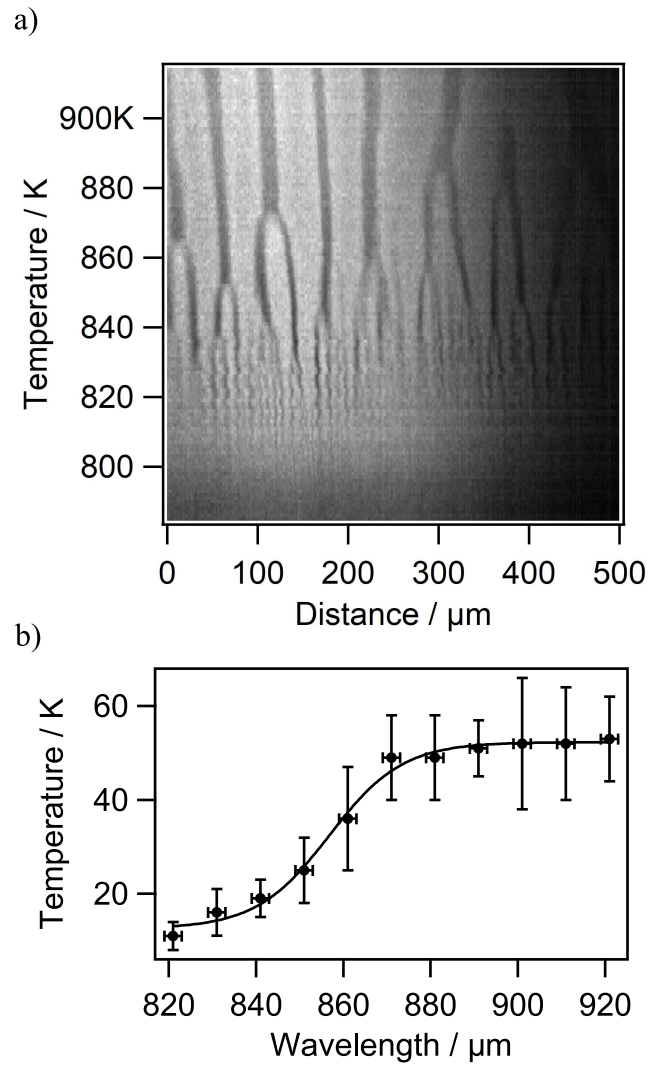 a)
900K
880
860
840
820
800
Temperature / K
0 100 200 300 400 500
Distance / µm
b)
60
40
20
Temperature / K
820 840 860 880 900 920
Wavelength / µm